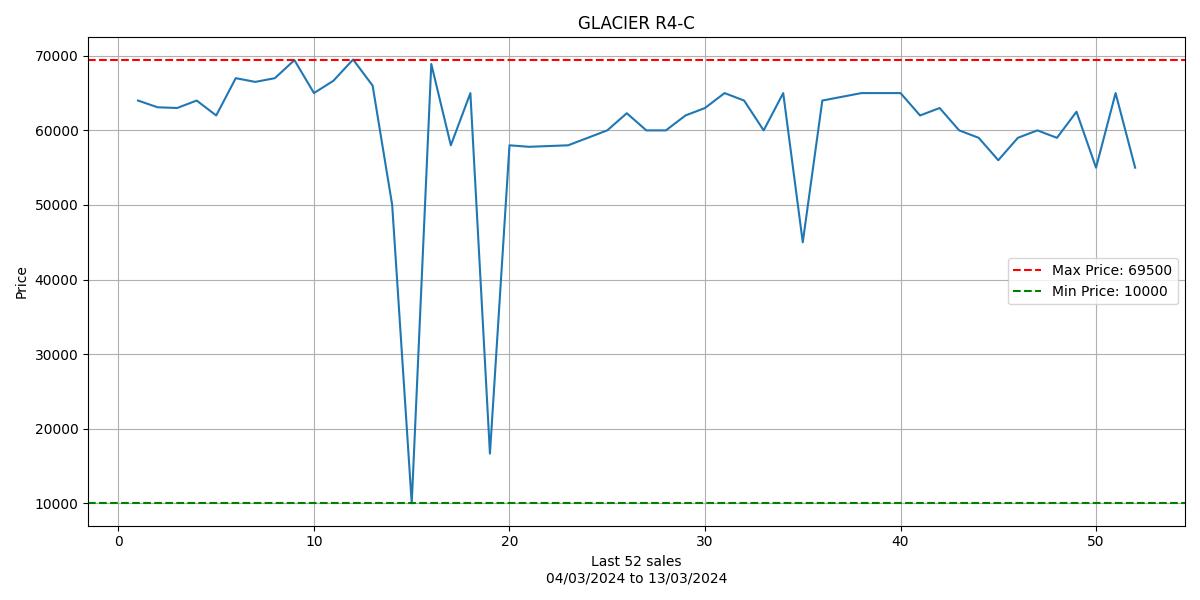 GLACIER R4-C
70000
60000
50000
40000
30000
20000
10000
Price
Max Price: 69500
Min Price: 10000
0 10 20 30 40 50
Last 52 sales
04/03/2024 to 13/03/2024